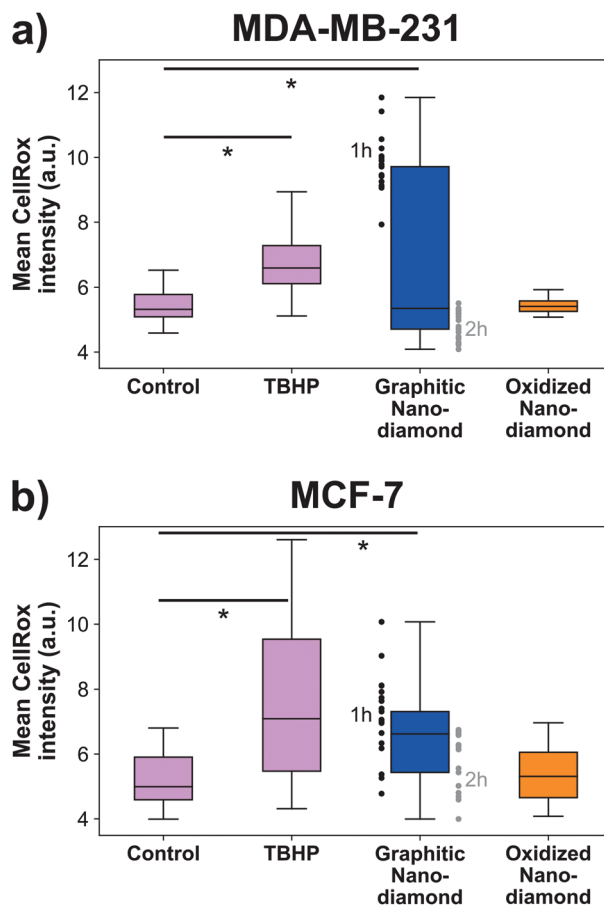 a) MDA-MB-231
Mean CellRox
intensity (a.u.)
12
10
8
6
4
*
*
1h
2h
Control TBHP Graphitic Oxidized
Nano- Nano-
diamond diamond
b) MCF-7
Mean CellRox
intensity (a.u.)
12
10
8
6
4
*
*
1h
2h
Control TBHP Graphitic Oxidized
Nano- Nano-
diamond diamond